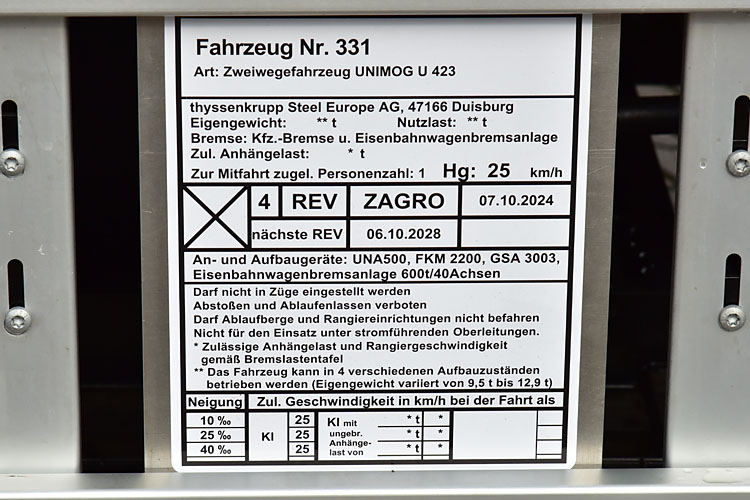 Fahrzeug Nr. 331
Art: Zweiwegefahrzeug UNIMOG U 423
thyssenkrupp Steel Europe AG, 47166 Duisburg
Eigengewicht: ** t Nutzlast: ** t
Bremse: Kfz.-Bremse u. Eisenbahnwagenbremsanlage
Zul. Anhängelast: * t
Zur Mitfahrt zugel. Personenzahl: 1 Hg: 25 km/h
4 REV ZAGRO 07.10.2024
nächste REV 06.10.2028
An- und Aufbaugeräte: UNA500, FKM 2200, GSA 3003,
Eisenbahnwagenbremsanlage 600t/40Achsen
Darf nicht in Züge eingestellt werden
Abstoßen und Ablaufenlassen verboten
Darf Ablaufberge und Rangiereinrichtungen nicht befahren
Nicht für den Einsatz unter stromführenden Oberleitungen.
* Zulässige Anhängelast und Rangiergeschwindigkeit
gemäß Bremslastentafel
** Das Fahrzeug kann in 4 verschiedenen Aufbauzuständen
betrieben werden (Eigengewicht variert von 9,5 t bis 12,9 t)
Neigung Zul. Geschwindigkeit in km/h bei der Fahrt als
10 ‰ 25 KI mit * t *
25 ‰ KI 25 ungebr. * t *
40 ‰ 25 Anhänge-
last von * t *